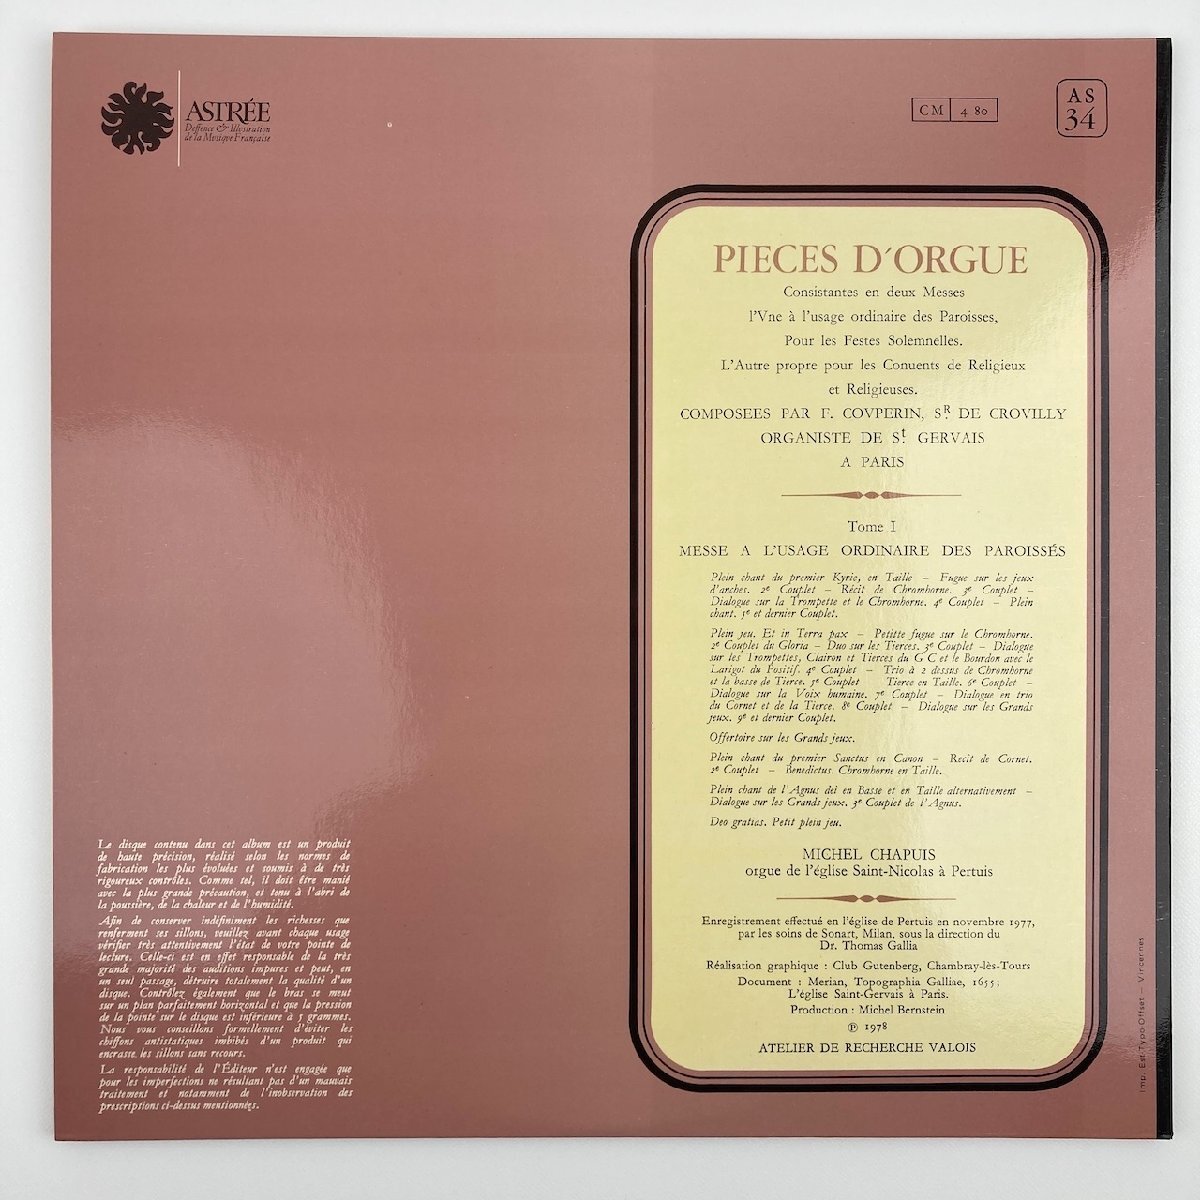 ASTRÉE
Deffence & Illustration
de la Musique Française
CM 4 80
AS
34
PIECES D'ORGUE
Consistantes en deux Messes
l'Vne à l'usage ordinaire des Paroisses,
Pour les Festes Solemnelles.
L'Autre propre pour les Conuents de Religieux
et Religieuses.
COMPOSEES PAR F. COVPERIN, SR DE CROVILLY
ORGANISTE DE St GERVAIS
A PARIS
Tome I
MESSE A L'USAGE ORDINAIRE DES PAROISSÉS
Plein chant du premier Kyrie, en Taille – Fugue sur les jeux
d'anches. 2e Couplet – Récit de Chromhorne. 3e Couplet –
Dialogue sur la Trompette et le Chromhorne. 4e Couplet – Plein
chant. 5e et dernier Couplet.
Plein jeu. Et in Terra pax – Petitte fugue sur le Chromhorne.
2e Couplet du Gloria – Duo sur les Tierces. 3e Couplet – Dialogue
sur les Trompettes, Clairon et Tierces du G C et le Bourdon avec le
Larigot du Positif. 4e Couplet – Trio à 2 dessus de Chromhorne
et la basse de Tierce. 5e Couplet – Tierce en Taille. 6e Couplet –
Dialogue sur la Voix humaine. 7e Couplet – Dialogue en trio
du Cornet et de la Tierce. 8e Couplet – Dialogue sur les Grands
jeux. 9e et dernier Couplet.
Offertoire sur les Grands jeux.
Plein chant du premier Sanctus en Canon – Recit de Cornet.
2e Couplet – Benedictus Chromhorne en Taille.
Plein chant de l'Agnus dei en Basse et en Taille alternativement –
Dialogue sur les Grands jeux. 3e Couplet de l'Agnus.
Deo gratias. Petit plein jeu.
MICHEL CHAPUIS
orgue de l'église Saint-Nicolas à Pertuis
Enregistrement effectué en l'église de Pertuis en novembre 1977,
par les soins de Sonart, Milan, sous la direction du
Dr. Thomas Gallia
Réalisation graphique : Club Gutenberg, Chambray-lès-Tours
Document : Merian, Topographia Galliae, 1655;
L'église Saint-Gervais à Paris.
Production : Michel Bernstein
℗ 1978
ATELIER DE RECHERCHE VALOIS
Le disque contenu dans cet album est un produit
de haute précision, réalisé selon les normes de
fabrication les plus évoluées et soumis à de très
rigoureux contrôles. Comme tel, il doit être manié
avec la plus grande précaution, et tenu à l'abri de
la poussière, de la chaleur et de l'humidité.
Afin de conserver indéfiniment les richesses que
renferment ses sillons, veuillez avant chaque usage
vérifier très attentivement l'état de votre pointe de
lecture. Celle-ci est en effet responsable de la très
grande majorité des auditions impures et peut, en
un seul passage, détruire totalement la qualité d'un
disque. Contrôlez également que le bras se meut
sur un plan parfaitement horizontal et que la pression
de la pointe sur le disque est inférieure à 3 grammes.
Nous vous conseillons formellement d'éviter les
chiffons antistatiques imbibés d'un produit qui
encrasse les sillons sans recours.
La responsabilité de l'Éditeur n'est engagée que
pour les imperfections ne résultant pas d'un mauvais
traitement et notamment de l'inobservation des
prescriptions ci-dessus mentionnées.
Imp. Est.Typo-Offset – Vincennes